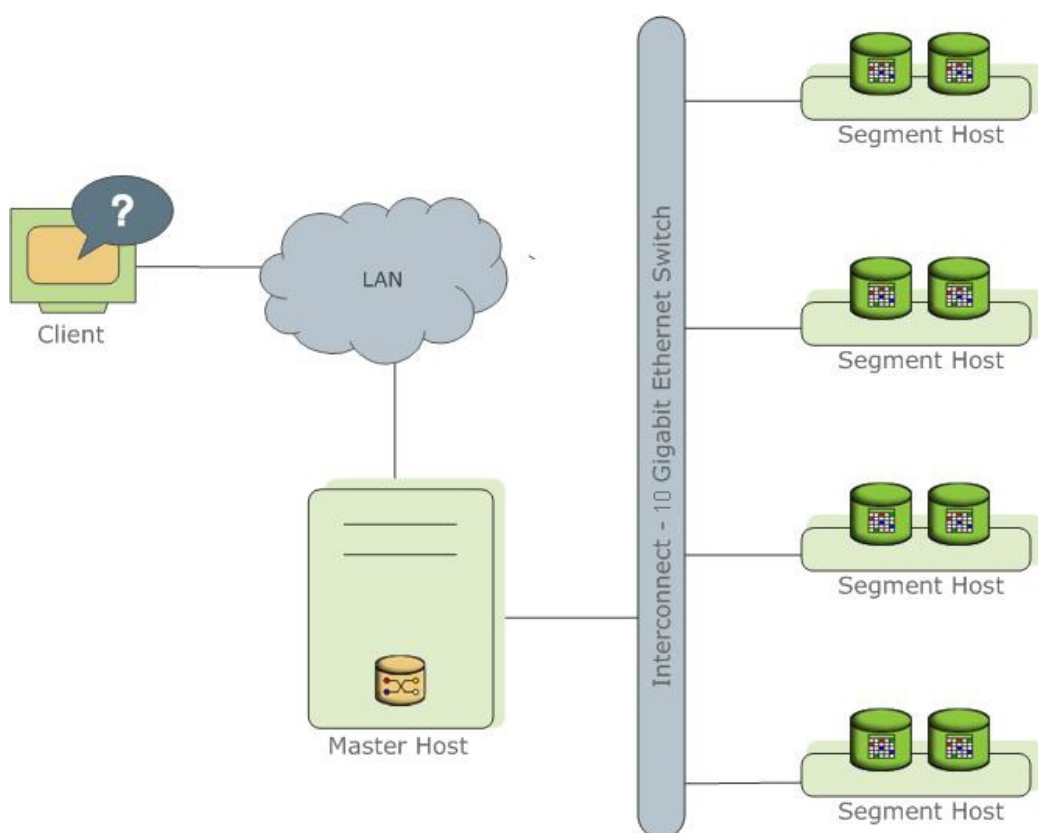 Segment Host
?
LAN
Client
Segment Host
Interconnect - 10 Gigabit Ethernet Switch
Segment Host
Master Host
Segment Host